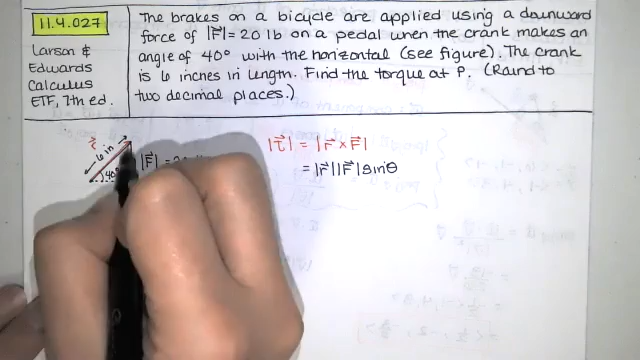 11.4.027
Larson &
Edwards
Calculus
ETF, 7th ed.
The brakes on a bicycle are applied using a downward
force of |F⃗| = 20 lb on a pedal when the crank makes an
angle of 40° with the horizontal (see figure). The crank
is 6 inches in length. Find the torque at P. (Round to
two decimal places.)
6 in
40°
|F⃗| =
|τ⃗| = |r⃗ × F⃗|
= |r⃗||F⃗| sin θ